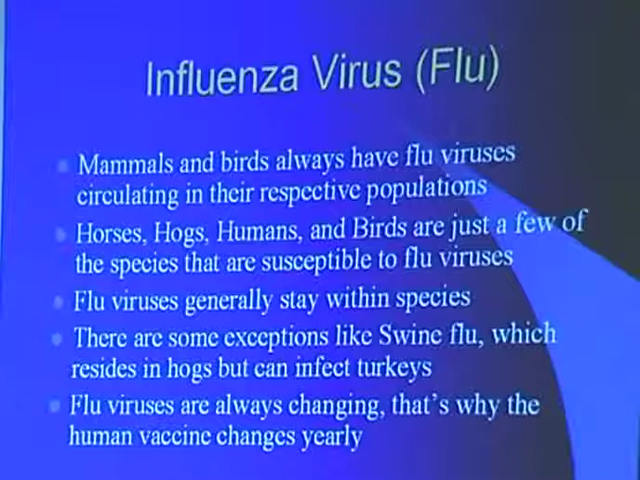 Influenza Virus (Flu)
Mammals and birds always have flu viruses
circulating in their respective populations
Horses, Hogs, Humans, and Birds are just a few of
the species that are susceptible to flu viruses
Flu viruses generally stay within species
There are some exceptions like Swine flu, which
resides in hogs but can infect turkeys
Flu viruses are always changing, that's why the
human vaccine changes yearly